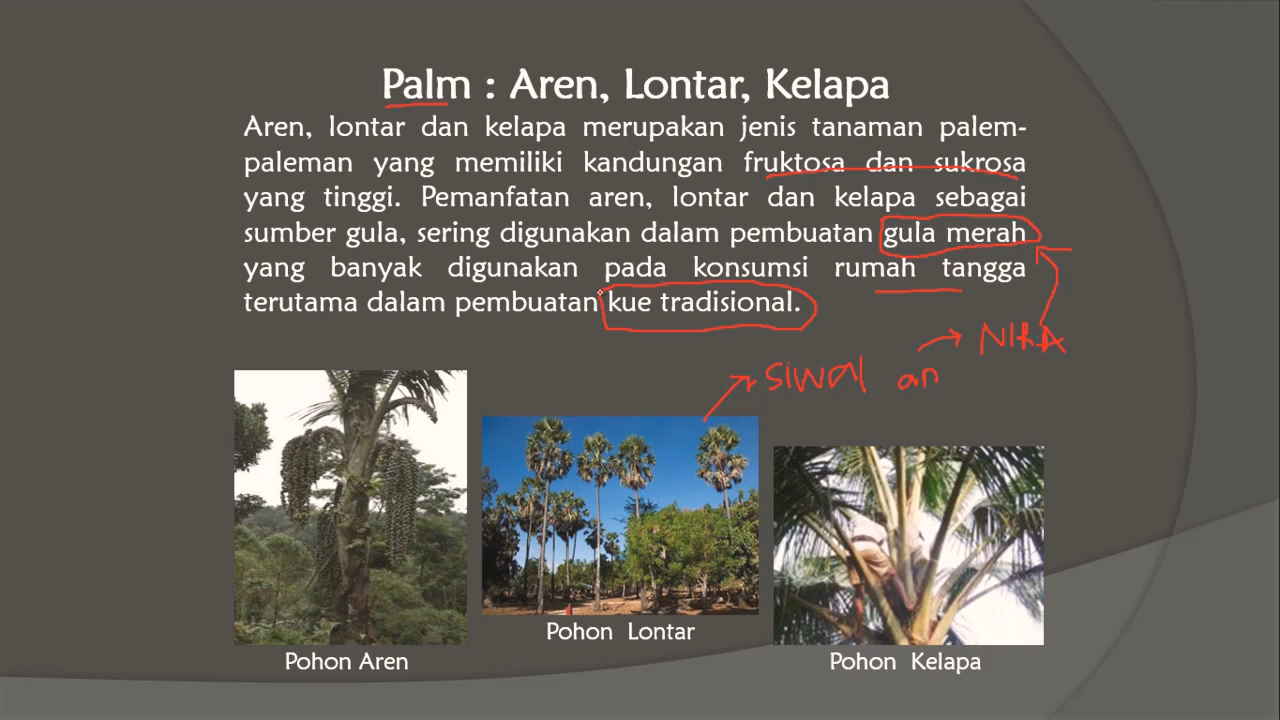 Palm : Aren, Lontar, Kelapa
Aren, lontar dan kelapa merupakan jenis tanaman palem-
paleman yang memiliki kandungan fruktosa dan sukrosa
yang tinggi. Pemanfatan aren, lontar dan kelapa sebagai
sumber gula, sering digunakan dalam pembuatan gula merah
yang banyak digunakan pada konsumsi rumah tangga
terutama dalam pembuatan kue tradisional.
NIRA
siwal an
Pohon Lontar
Pohon Aren
Pohon Kelapa